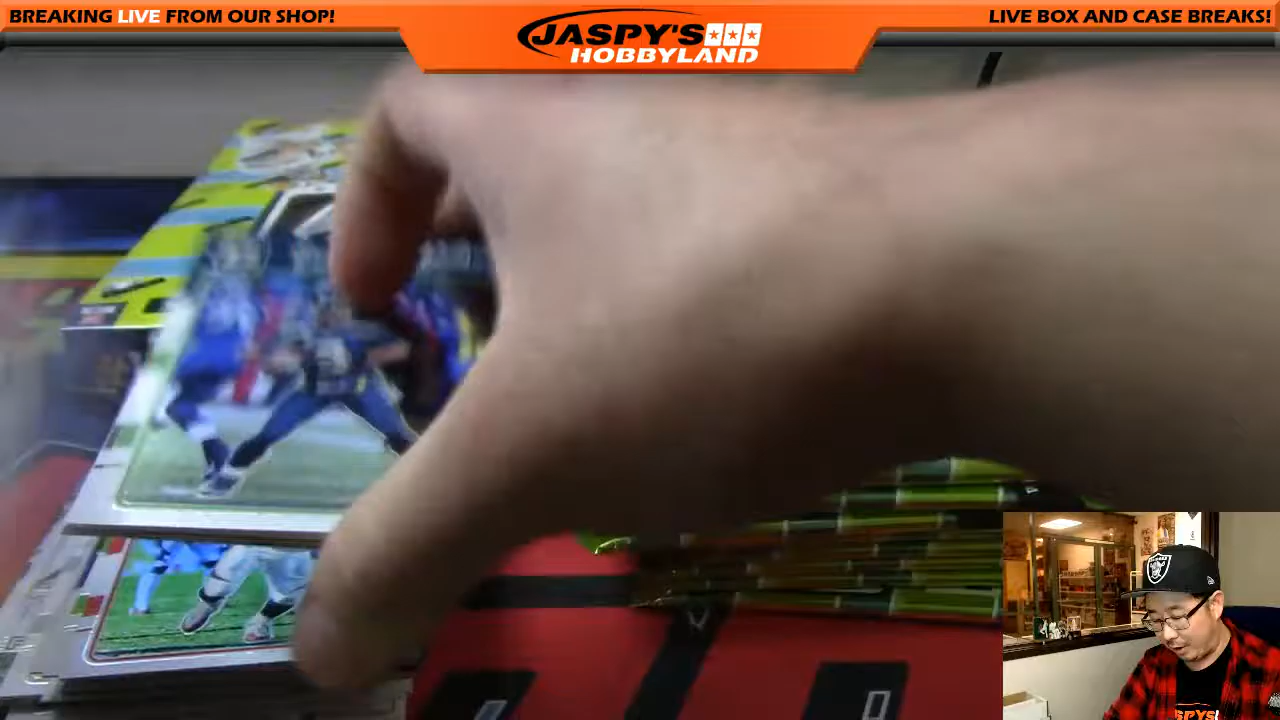 BREAKING LIVE FROM OUR SHOP!
JASPY'S
HOBBYLAND
LIVE BOX AND CASE BREAKS!